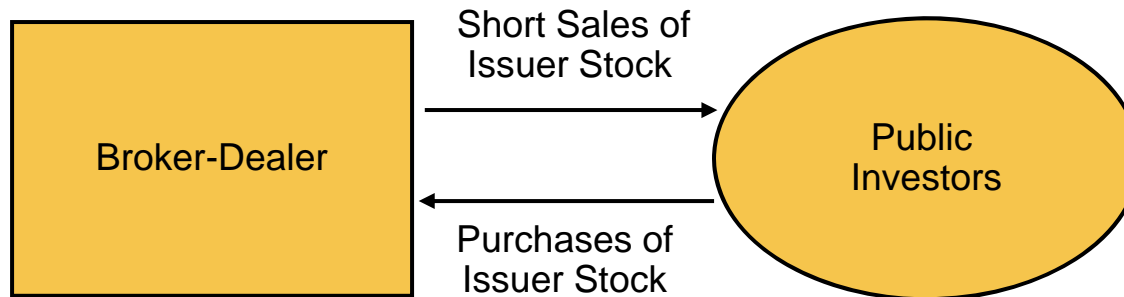 Short Sales of
Issuer Stock
Broker-Dealer
Public
Investors
Purchases of
Issuer Stock